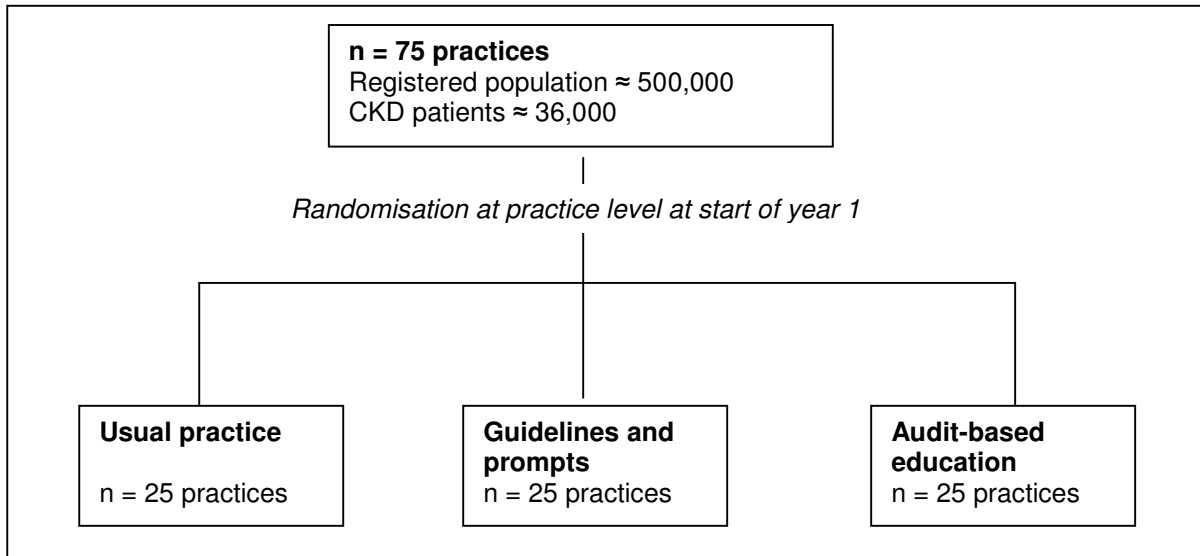 n = 75 practices
Registered population ≈ 500,000
CKD patients ≈ 36,000
Randomisation at practice level at start of year 1
Usual practice
n = 25 practices
Guidelines and
prompts
n = 25 practices
Audit-based
education
n = 25 practices